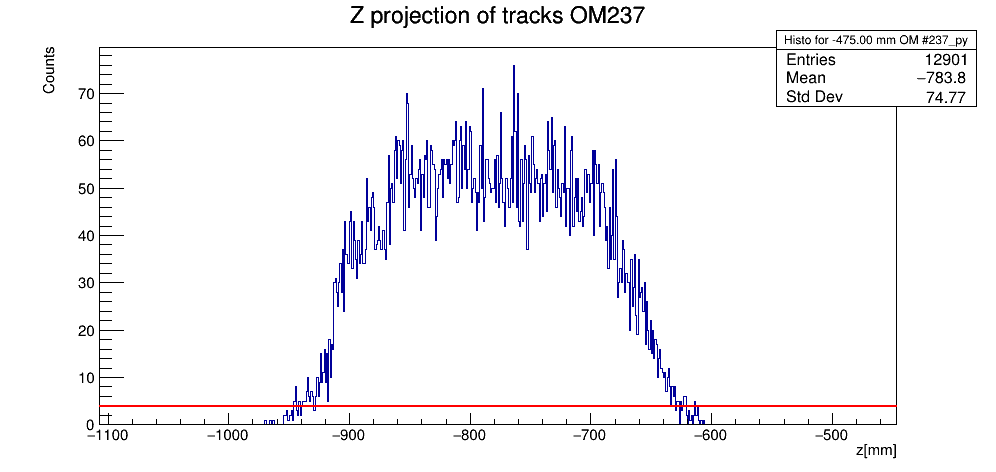 Z projection of tracks OM237
Histo for -475.00 mm OM #237_py
Entries 12901
Mean −783.8
Std Dev 74.77
Counts
70
60
50
40
30
20
10
0
−1100 −1000 −900 −800 −700 −600 −500
z[mm]